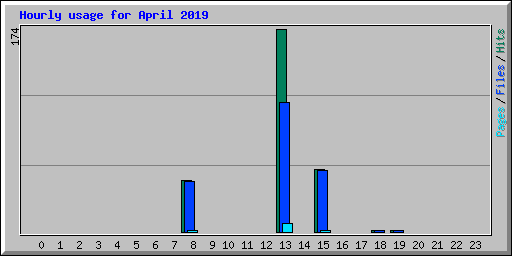 Hourly usage for April 2019
174
Pages/Files/Hits
0 1 2 3 4 5 6 7 8 9 10 11 12 13 14 15 16 17 18 19 20 21 22 23